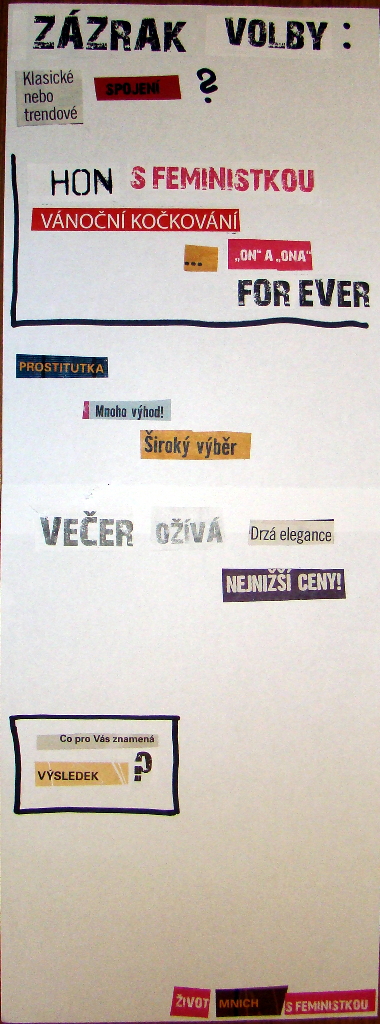 ZÁZRAK VOLBY :
Klasické
nebo
trendové
SPOJENÍ ?
HON S FEMINISTKOU
VÁNOČNÍ KOČKOVÁNÍ
... „ON“ A „ONA“
FOR EVER
PROSTITUTKA
Mnoho výhod!
Široký výběr
VEČER OŽÍVÁ Drzá elegance
NEJNIŽŠÍ CENY!
Co pro Vás znamená
VÝSLEDEK ?
ŽIVOT MNICH S FEMINISTKOU